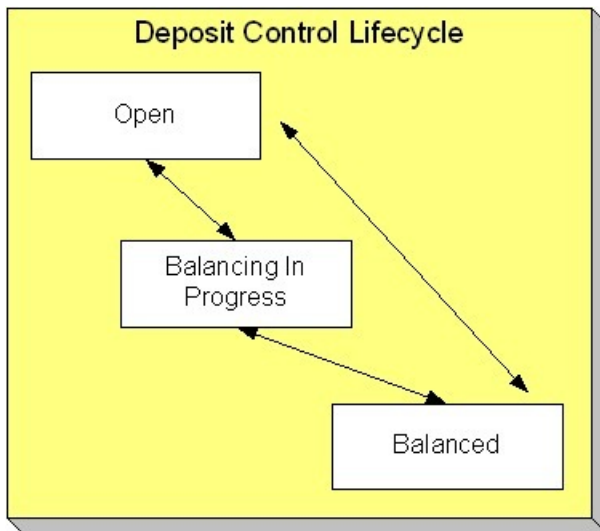 Deposit Control Lifecycle
Open
Balancing In
Progress
Balanced